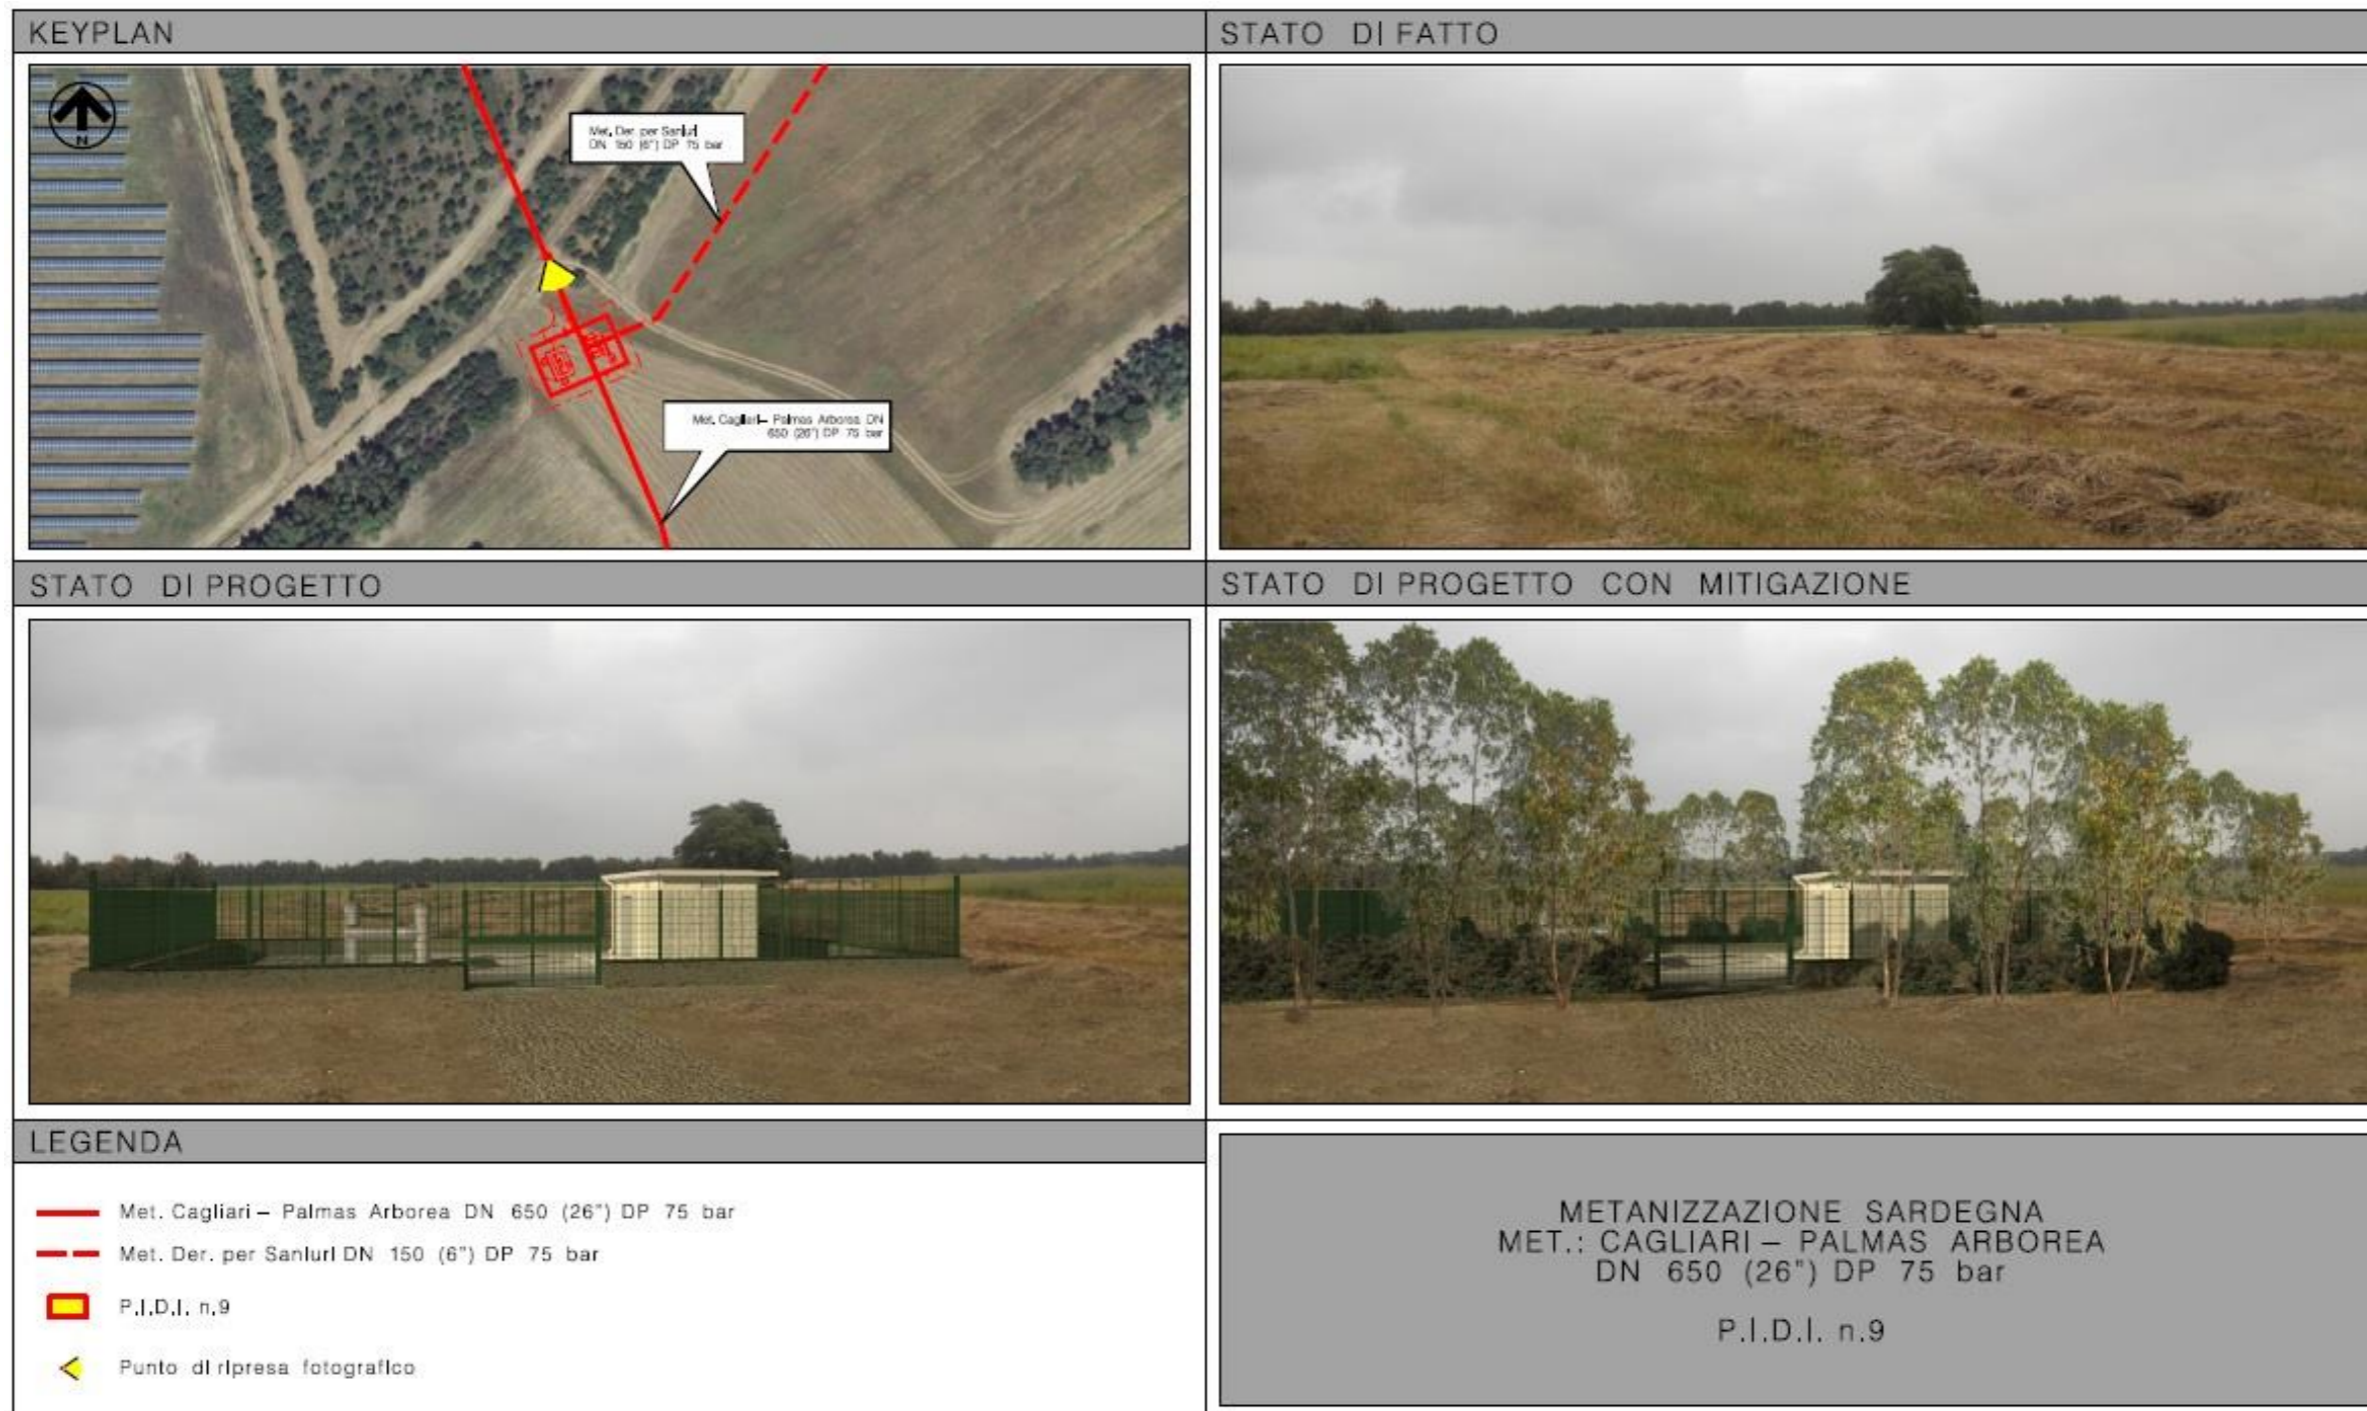 KEYPLAN
N
Met. Der. per Sanluri
DN 150 (6") DP 75 bar
Met. Cagliari– Palmas Arborea DN
650 (26") DP 75 bar
STATO DI FATTO
STATO DI PROGETTO
STATO DI PROGETTO CON MITIGAZIONE
LEGENDA
Met. Cagliari – Palmas Arborea DN 650 (26") DP 75 bar
Met. Der. per Sanluri DN 150 (6") DP 75 bar
P.I.D.I. n.9
Punto di ripresa fotografico
METANIZZAZIONE SARDEGNA
MET.: CAGLIARI – PALMAS ARBOREA
DN 650 (26") DP 75 bar
P.I.D.I. n.9